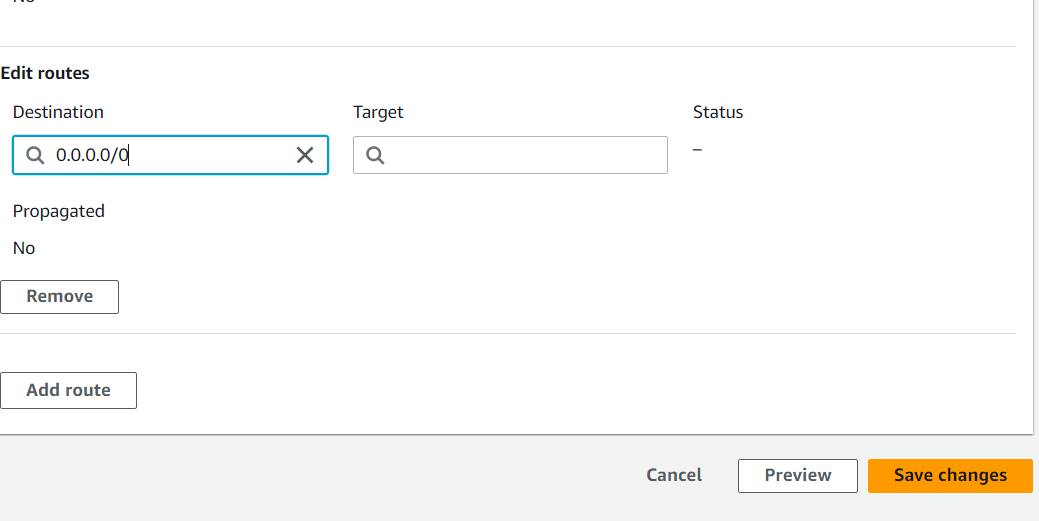 No
Edit routes
Destination
Target
Status
0.0.0.0/0
–
Propagated
No
Remove
Add route
Cancel
Preview
Save changes